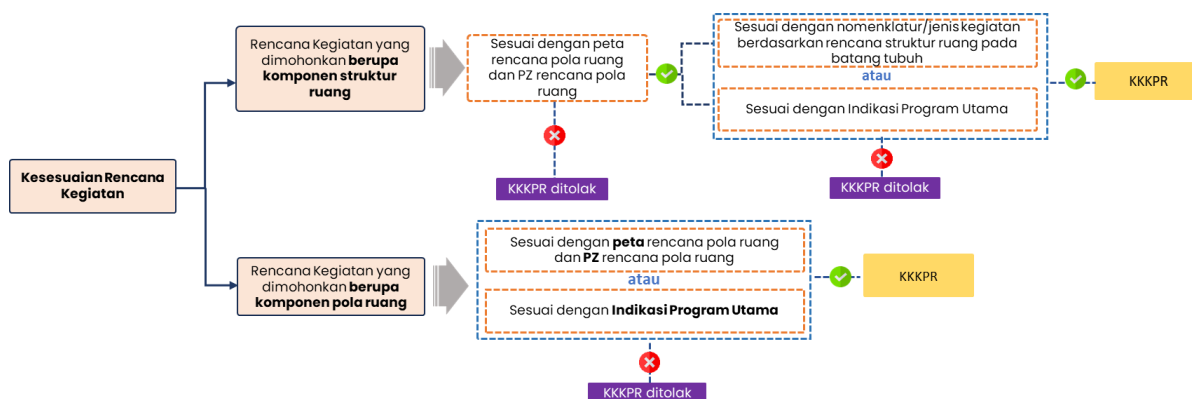 Kesesuaian Rencana
Kegiatan
Rencana Kegiatan yang
dimohonkan berupa
komponen struktur
ruang
Sesuai dengan peta
rencana pola ruang
dan PZ rencana pola
ruang
KKKPR ditolak
Sesuai dengan nomenklatur/jenis kegiatan
berdasarkan rencana struktur ruang pada
batang tubuh
atau
Sesuai dengan Indikasi Program Utama
KKKPR ditolak
KKKPR
Rencana Kegiatan yang
dimohonkan berupa
komponen pola ruang
Sesuai dengan peta rencana pola ruang
dan PZ rencana pola ruang
atau
Sesuai dengan Indikasi Program Utama
KKKPR ditolak
KKKPR